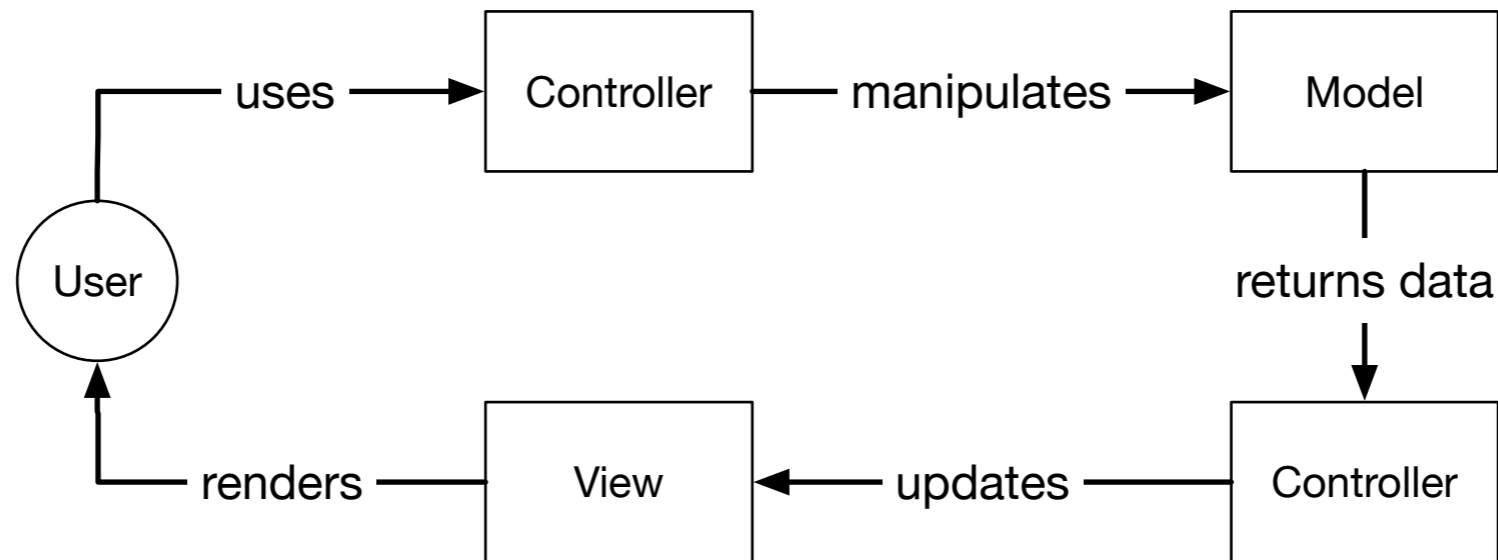 uses
Controller
manipulates
Model
User
returns data
renders
View
updates
Controller